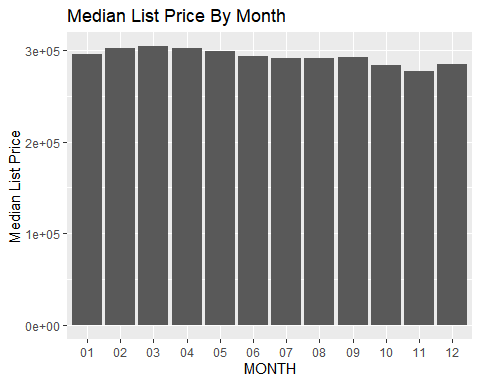 Median List Price By Month
Median List Price
3e+05
2e+05
1e+05
0e+00
01 02 03 04 05 06 07 08 09 10 11 12
MONTH